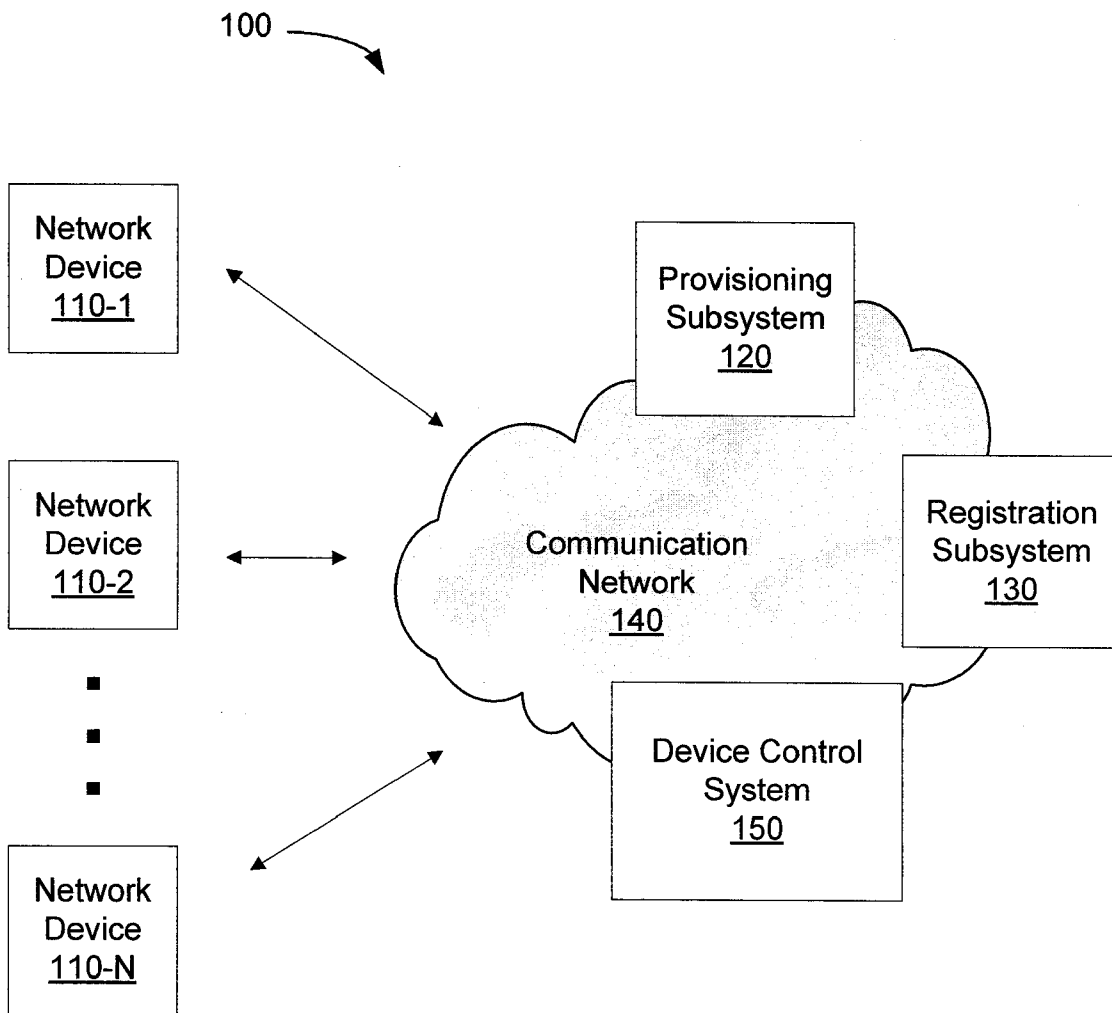 100
Network
Device
110-1
Provisioning
Subsystem
120
Network
Device
110-2
Communication
Network
140
Registration
Subsystem
130
Device Control
System
150
Network
Device
110-N